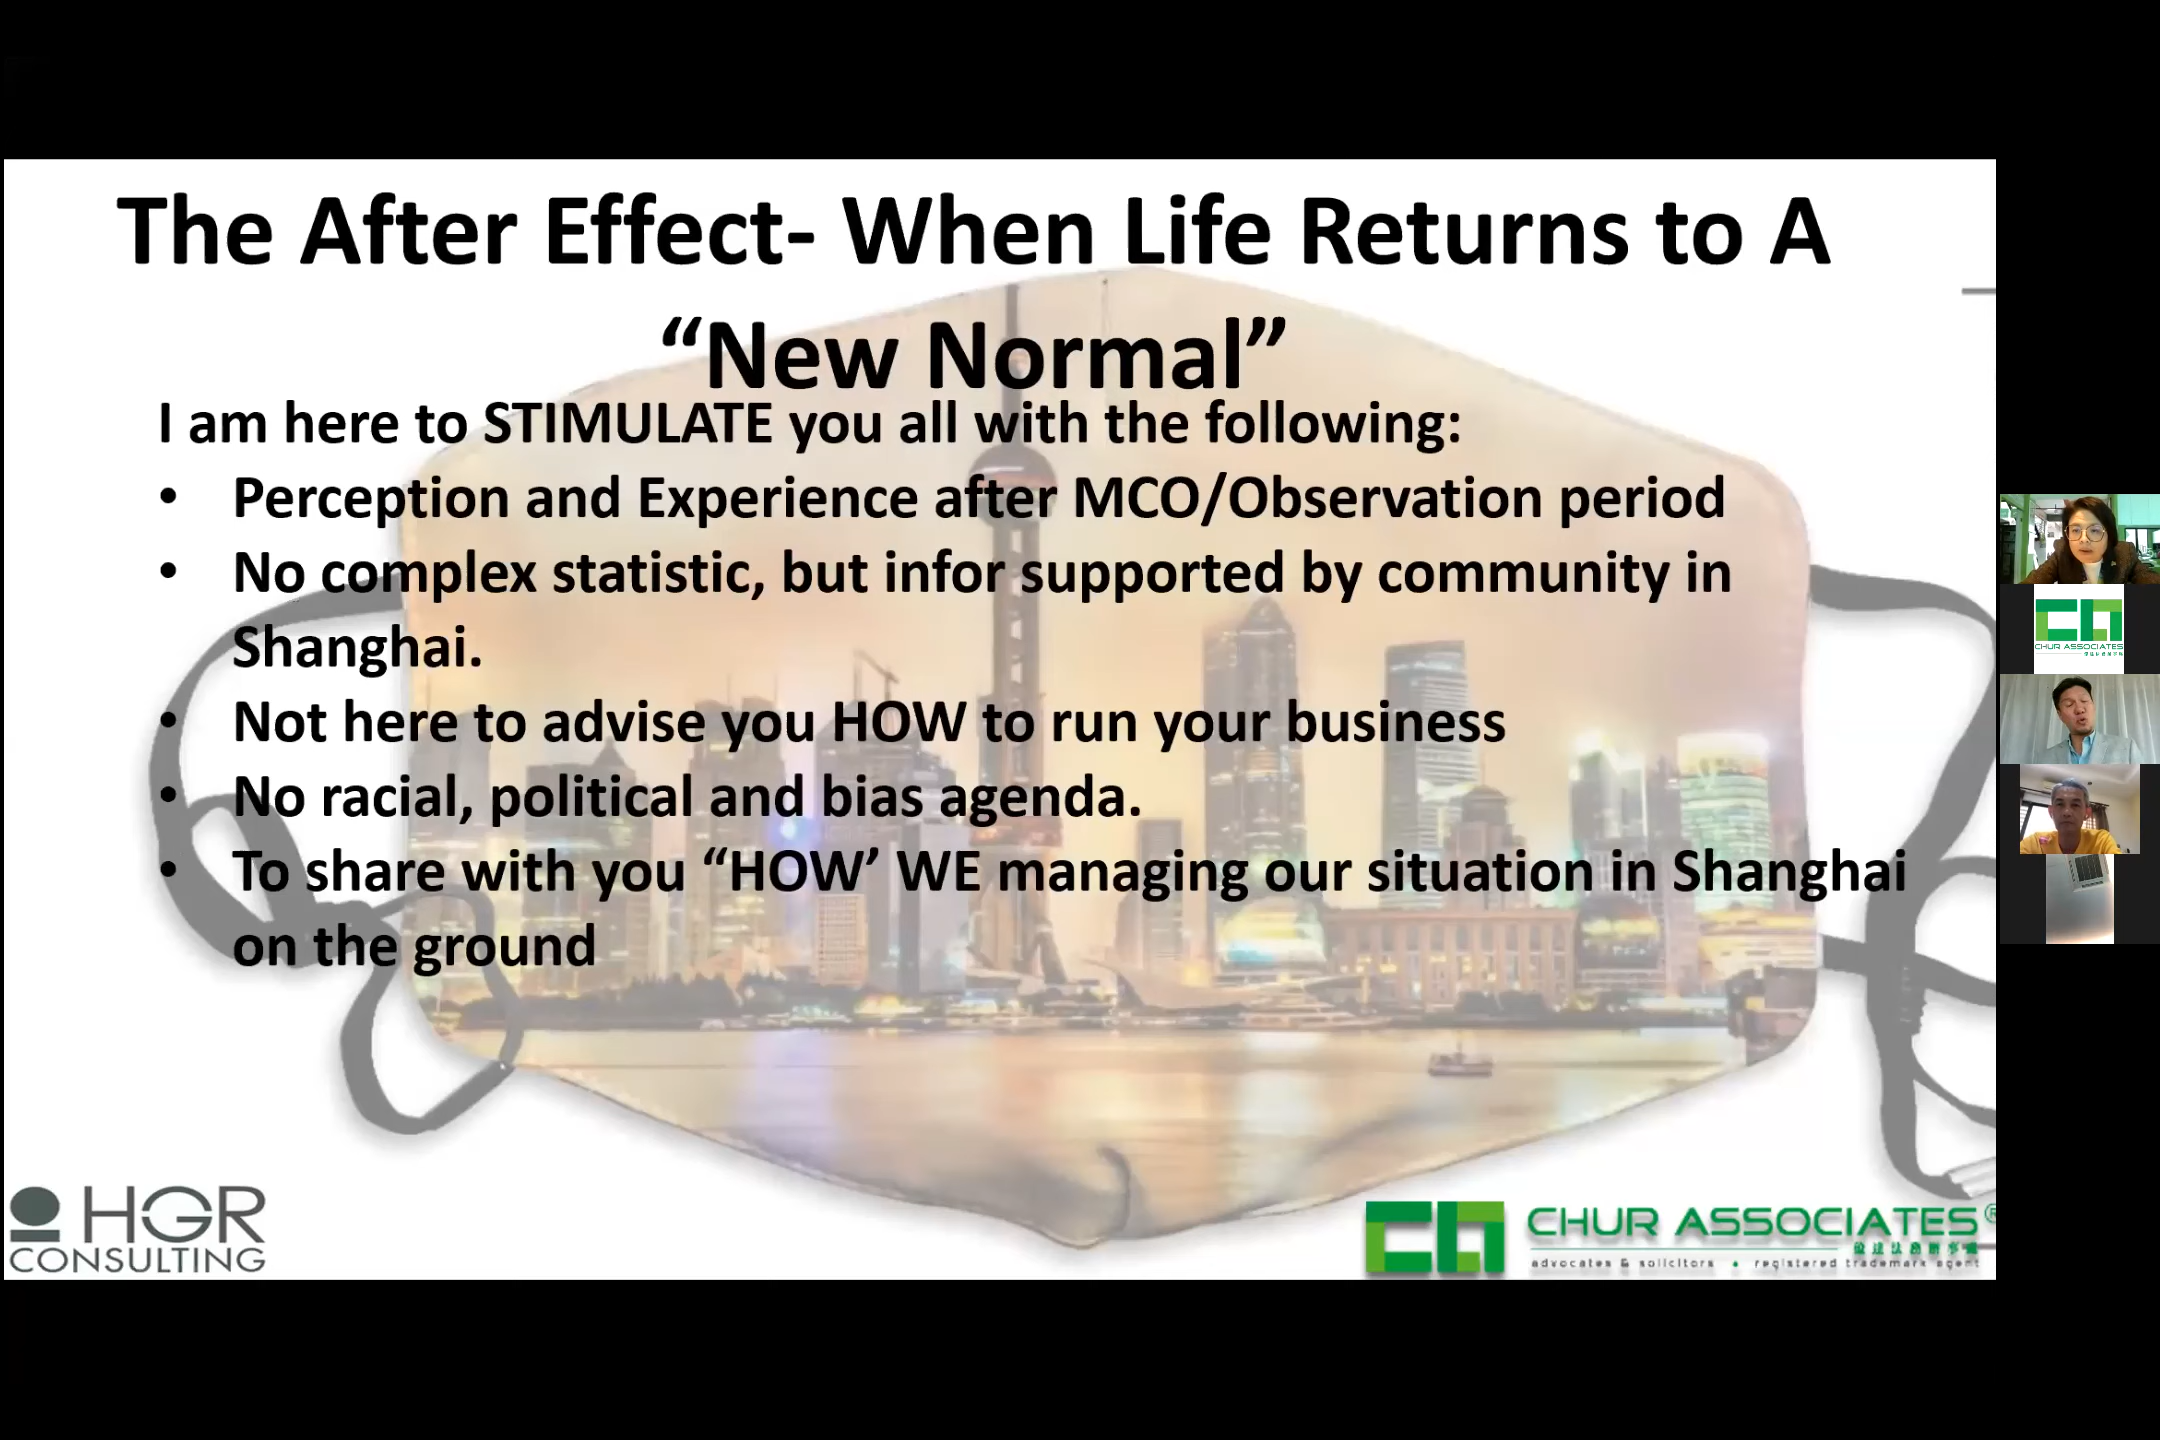 The After Effect- When Life Returns to A
“New Normal”
I am here to STIMULATE you all with the following:
• Perception and Experience after MCO/Observation period
• No complex statistic, but infor supported by community in
Shanghai.
• Not here to advise you HOW to run your business
• No racial, political and bias agenda.
• To share with you “HOW’ WE managing our situation in Shanghai
on the ground
HGR
CONSULTING
CHUR ASSOCIATES®
advocates & solicitors • registered trademark agent
CHUR ASSOCIATES